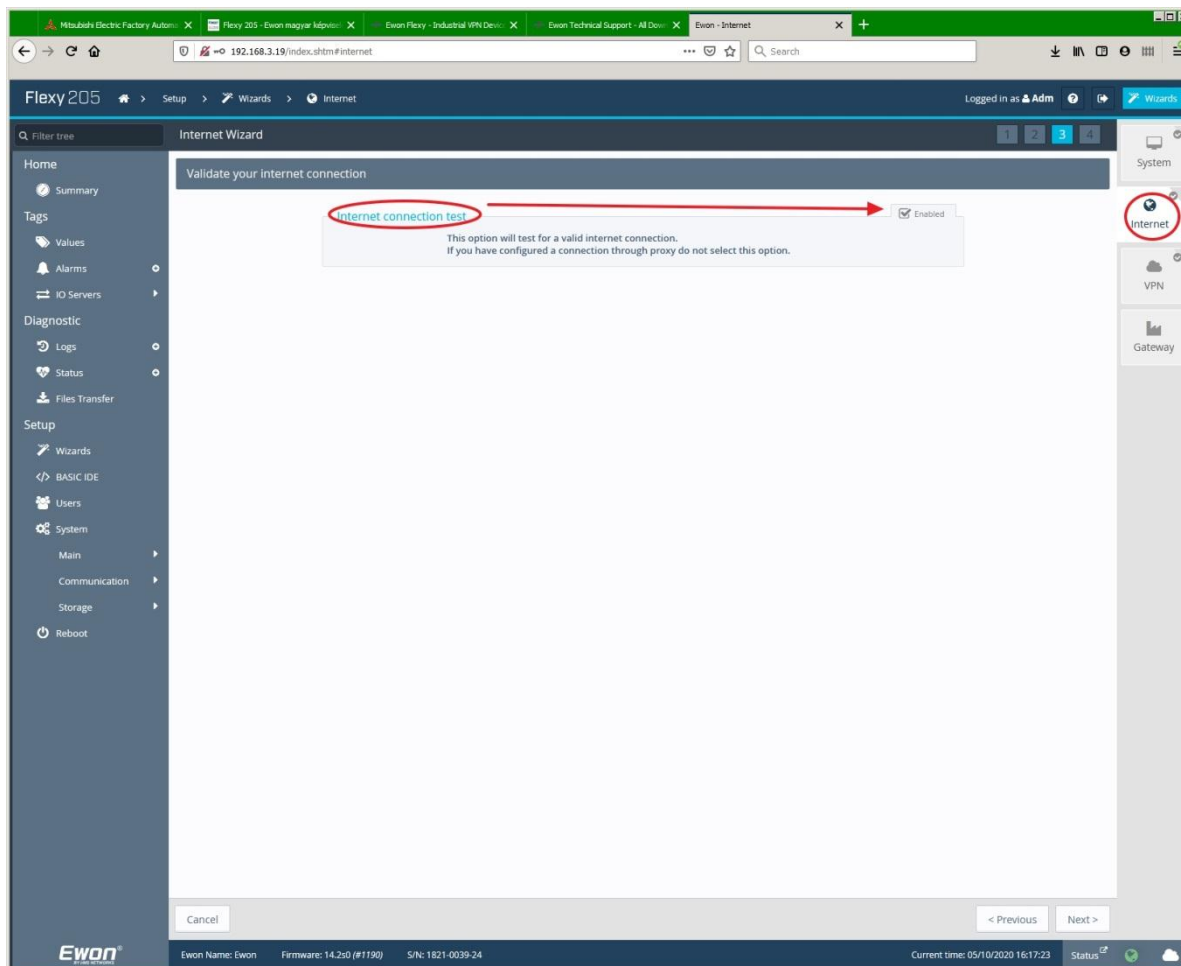 Mitsubishi Electric Factory Autom
Flexy 205 - Ewon magyar képvisel
Ewon Flexy - Industrial VPN Devic
Ewon Technical Support - All Down
Ewon - Internet
192.168.3.19/index.shtm#internet
Search
Flexy 205 > Setup > Wizards > Internet
Logged in as Adm
Wizards
Filter tree
Internet Wizard
1 2 3 4
Home
Summary
Tags
Values
Alarms
IO Servers
Diagnostic
Logs
Status
Files Transfer
Setup
Wizards
</> BASIC IDE
Users
System
Main
Communication
Storage
Reboot
Validate your internet connection
Internet connection test
Enabled
This option will test for a valid internet connection.
If you have configured a connection through proxy do not select this option.
System
Internet
VPN
Gateway
Cancel
< Previous
Next >
Ewon®
BY HMS NETWORKS
Ewon Name: Ewon
Firmware: 14.2s0 (#1190)
S/N: 1821-0039-24
Current time: 05/10/2020 16:17:23
Status